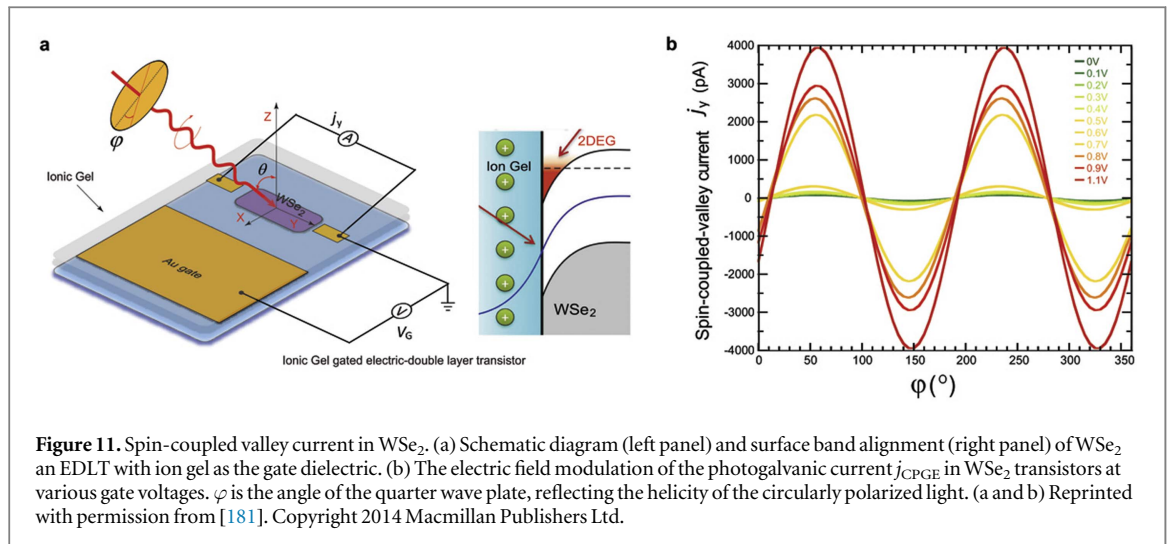 a
φ
Ionic Gel
Z
θ
WSe₂
X
Y
jᵧ
A
Au gate
V
V_G
Ionic Gel gated electric-double layer transistor
2DEG
Ion Gel
+
+
+
+
+
+
WSe₂
b
Spin-coupled-valley current jᵧ (pA)
4000
3000
2000
1000
0
-1000
-2000
-3000
-4000
0V
0.1V
0.2V
0.3V
0.4V
0.5V
0.6V
0.7V
0.8V
0.9V
1.1V
0 50 100 150 200 250 300 350
φ(°)
Figure 11. Spin-coupled valley current in WSe₂. (a) Schematic diagram (left panel) and surface band alignment (right panel) of WSe₂
an EDLT with ion gel as the gate dielectric. (b) The electric field modulation of the photogalvanic current j_CPGE in WSe₂ transistors at
various gate voltages. φ is the angle of the quarter wave plate, reflecting the helicity of the circularly polarized light. (a and b) Reprinted
with permission from [181]. Copyright 2014 Macmillan Publishers Ltd.